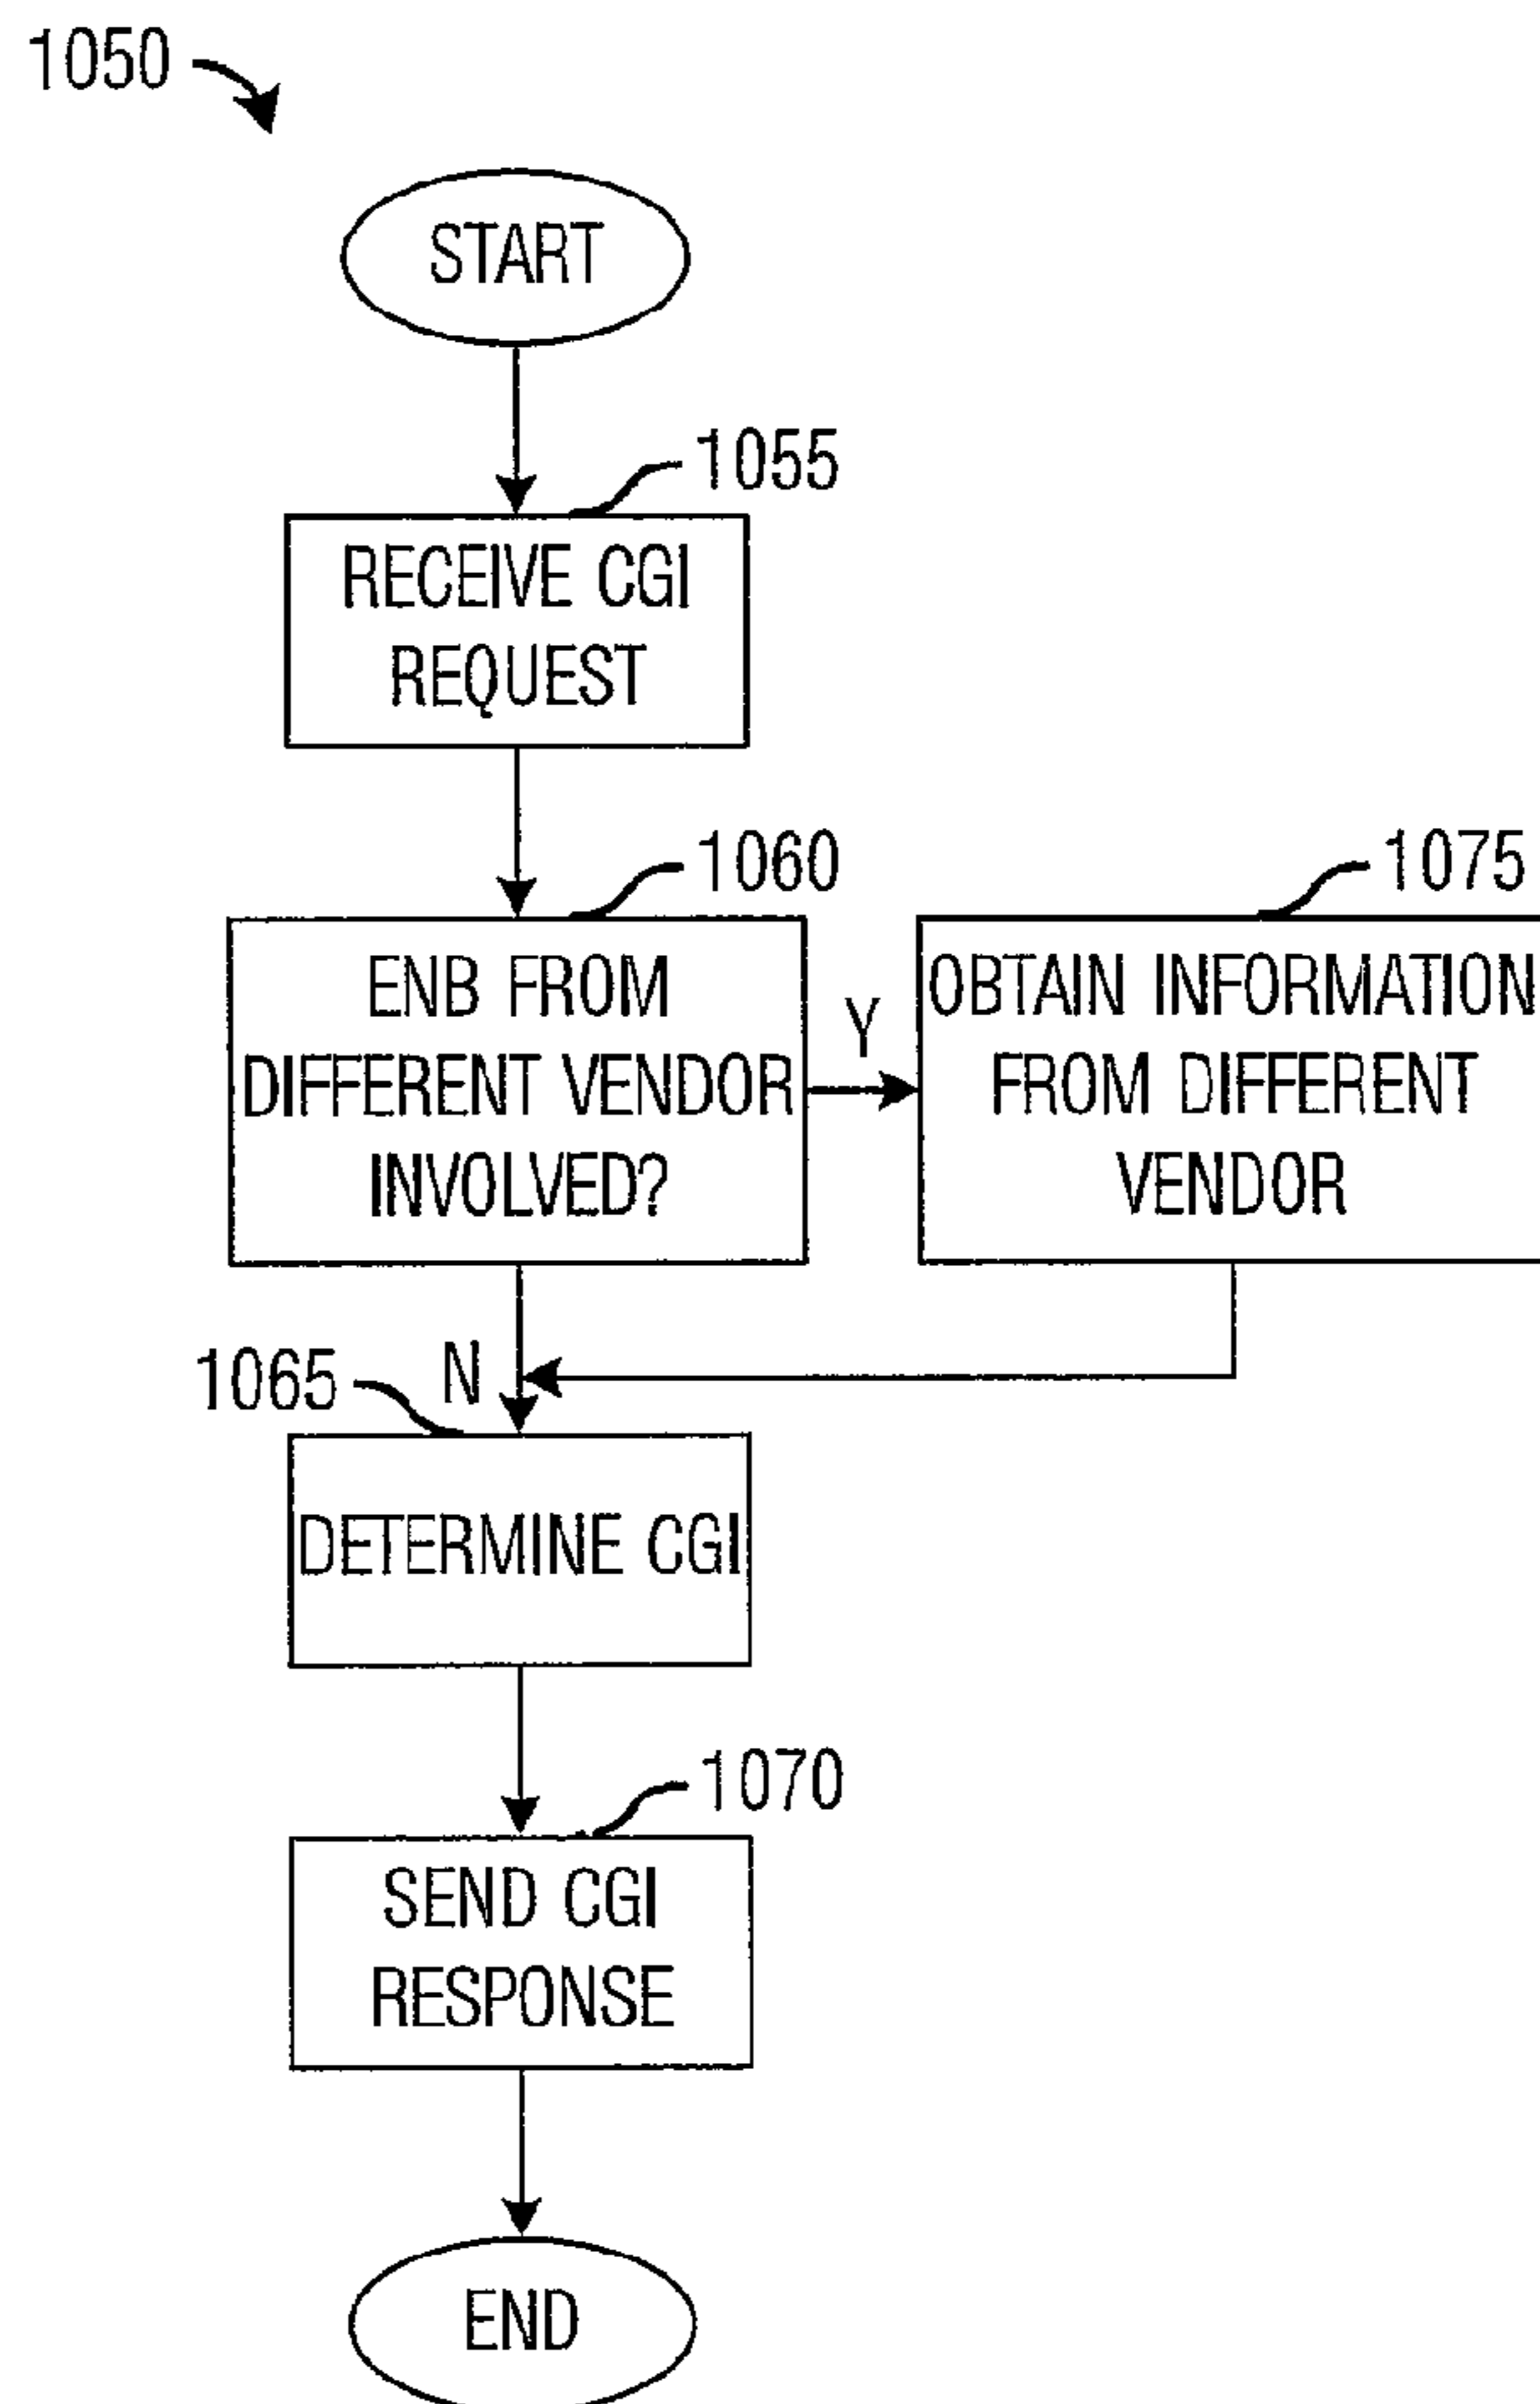 1050
START
1055
RECEIVE CGI
REQUEST
1060
ENB FROM
DIFFERENT VENDOR
INVOLVED?
Y
1075
OBTAIN INFORMATION
FROM DIFFERENT
VENDOR
N
1065
DETERMINE CGI
1070
SEND CGI
RESPONSE
END